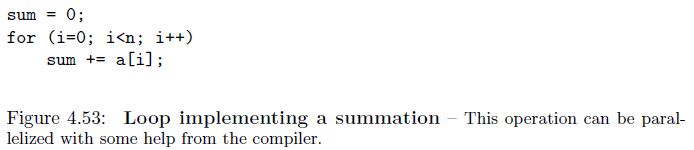 sum = 0;
for (i=0; i<n; i++)
    sum += a[i];
Figure 4.53: Loop implementing a summation – This operation can be paral-
lelized with some help from the compiler.